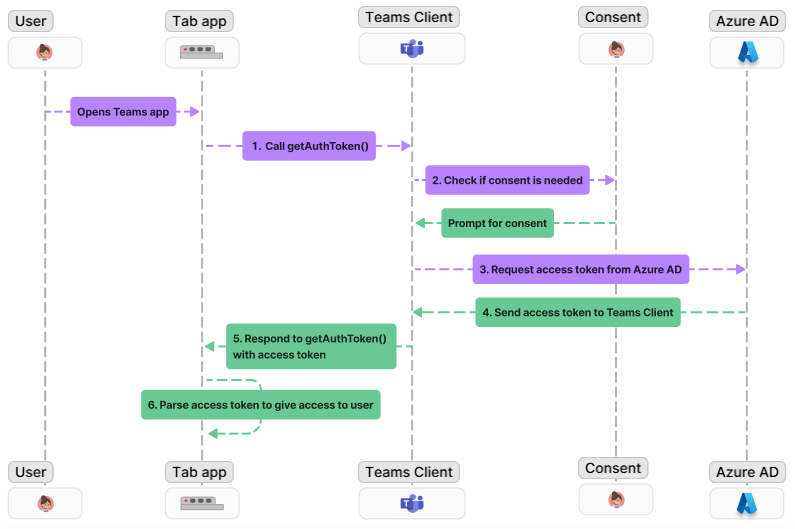 User
Tab app
Teams Client
Consent
Azure AD
Opens Teams app
1. Call getAuthToken()
2. Check if consent is needed
Prompt for consent
3. Request access token from Azure AD
4. Send access token to Teams Client
5. Respond to getAuthToken()
with access token
6. Parse access token to give access to user
User
Tab app
Teams Client
Consent
Azure AD